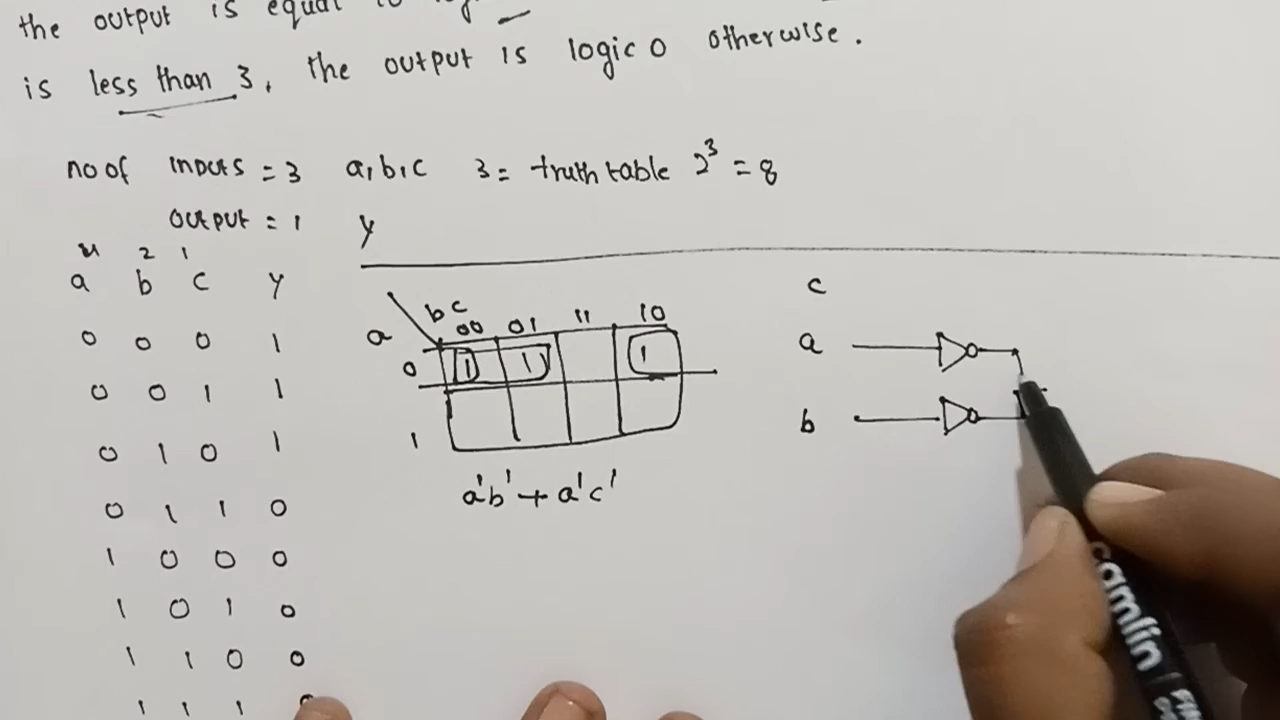 the output is equal to
is less than 3, the output is logic 0 otherwise.
no of inputs = 3 a, b, c 3 = truth table 2³ = 8
output = 1 y
4 2 1
a b c y
0 0 0 1
0 0 1 1
0 1 0 1
0 1 1 0
1 0 0 0
1 0 1 0
1 1 0 0
1 1 1
bc
a 00 01 11 10
0 1 1 1
1
a'b' + a'c'
c
a
b
camlin